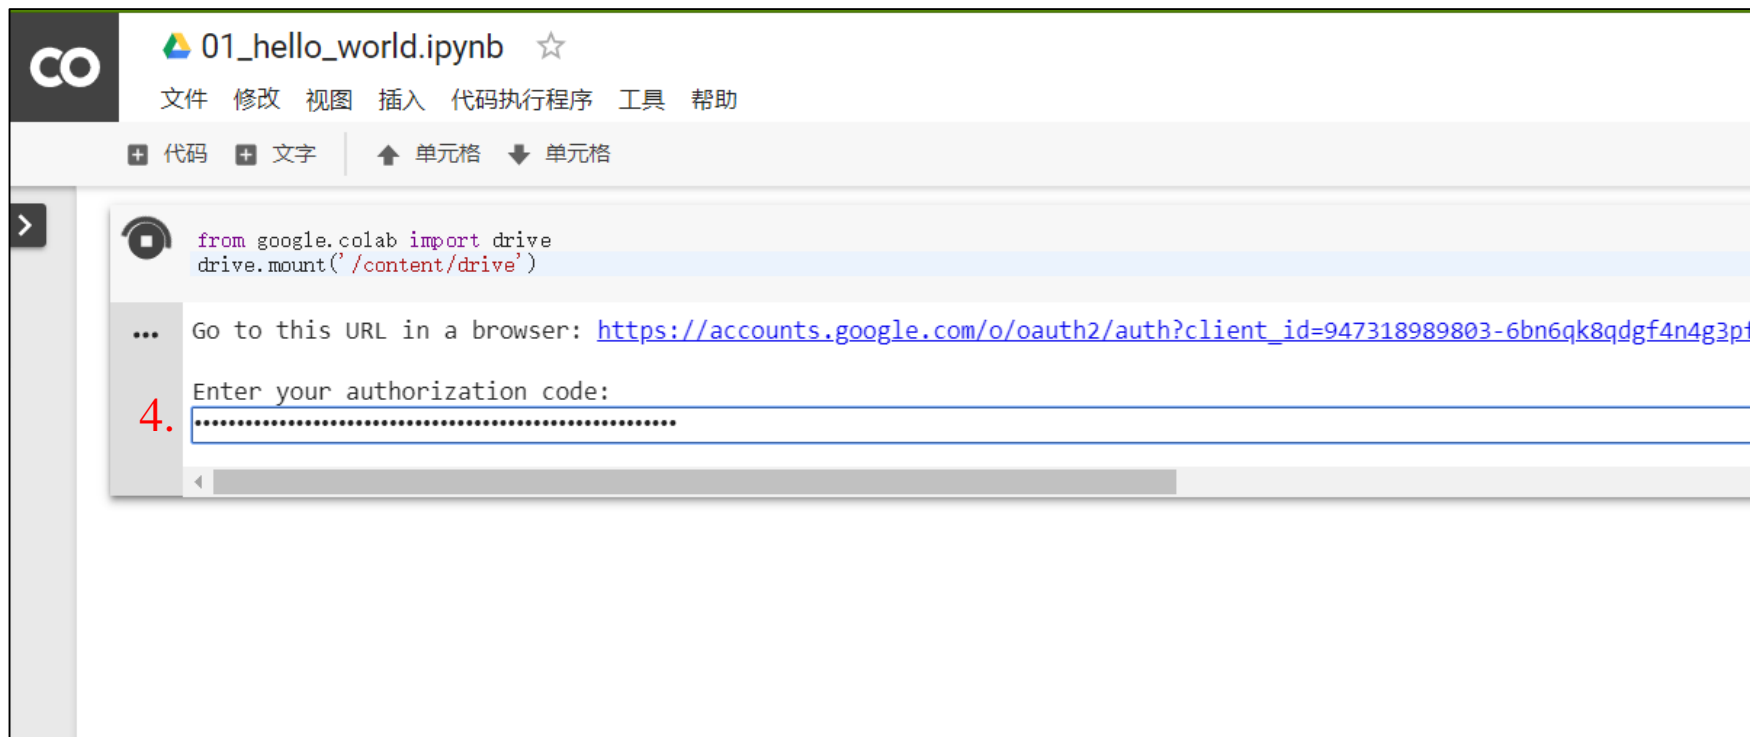 CO
01_hello_world.ipynb
文件 修改 视图 插入 代码执行程序 工具 帮助
代码 文字 单元格 单元格
from google.colab import drive
drive.mount('/content/drive')
Go to this URL in a browser: https://accounts.google.com/o/oauth2/auth?client_id=947318989803-6bn6qk8qdgf4n4g3pf
Enter your authorization code:
4.